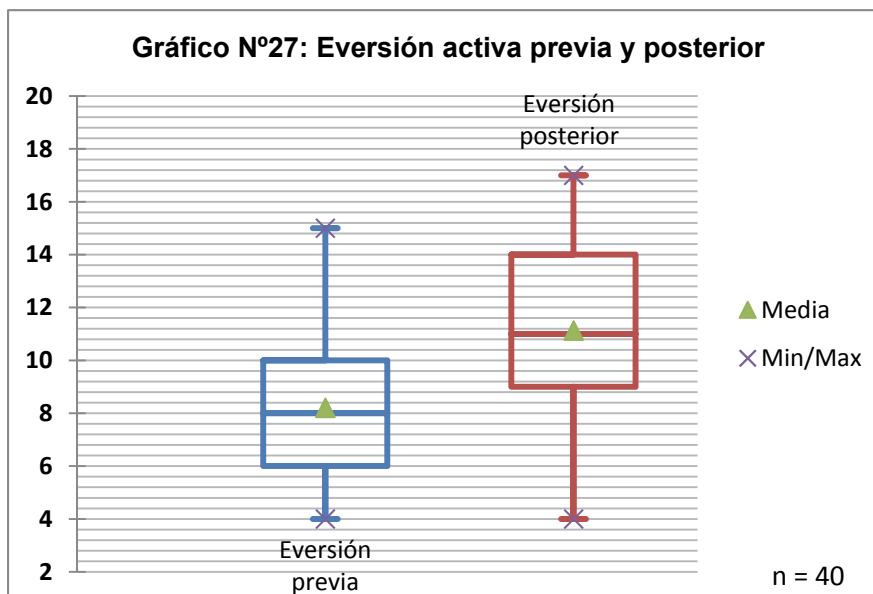 Gráfico Nº27: Eversión activa previa y posterior
20
18
16
14
12
10
8
6
4
2
Eversión
posterior
Eversión
previa
Media
Min/Max
n = 40